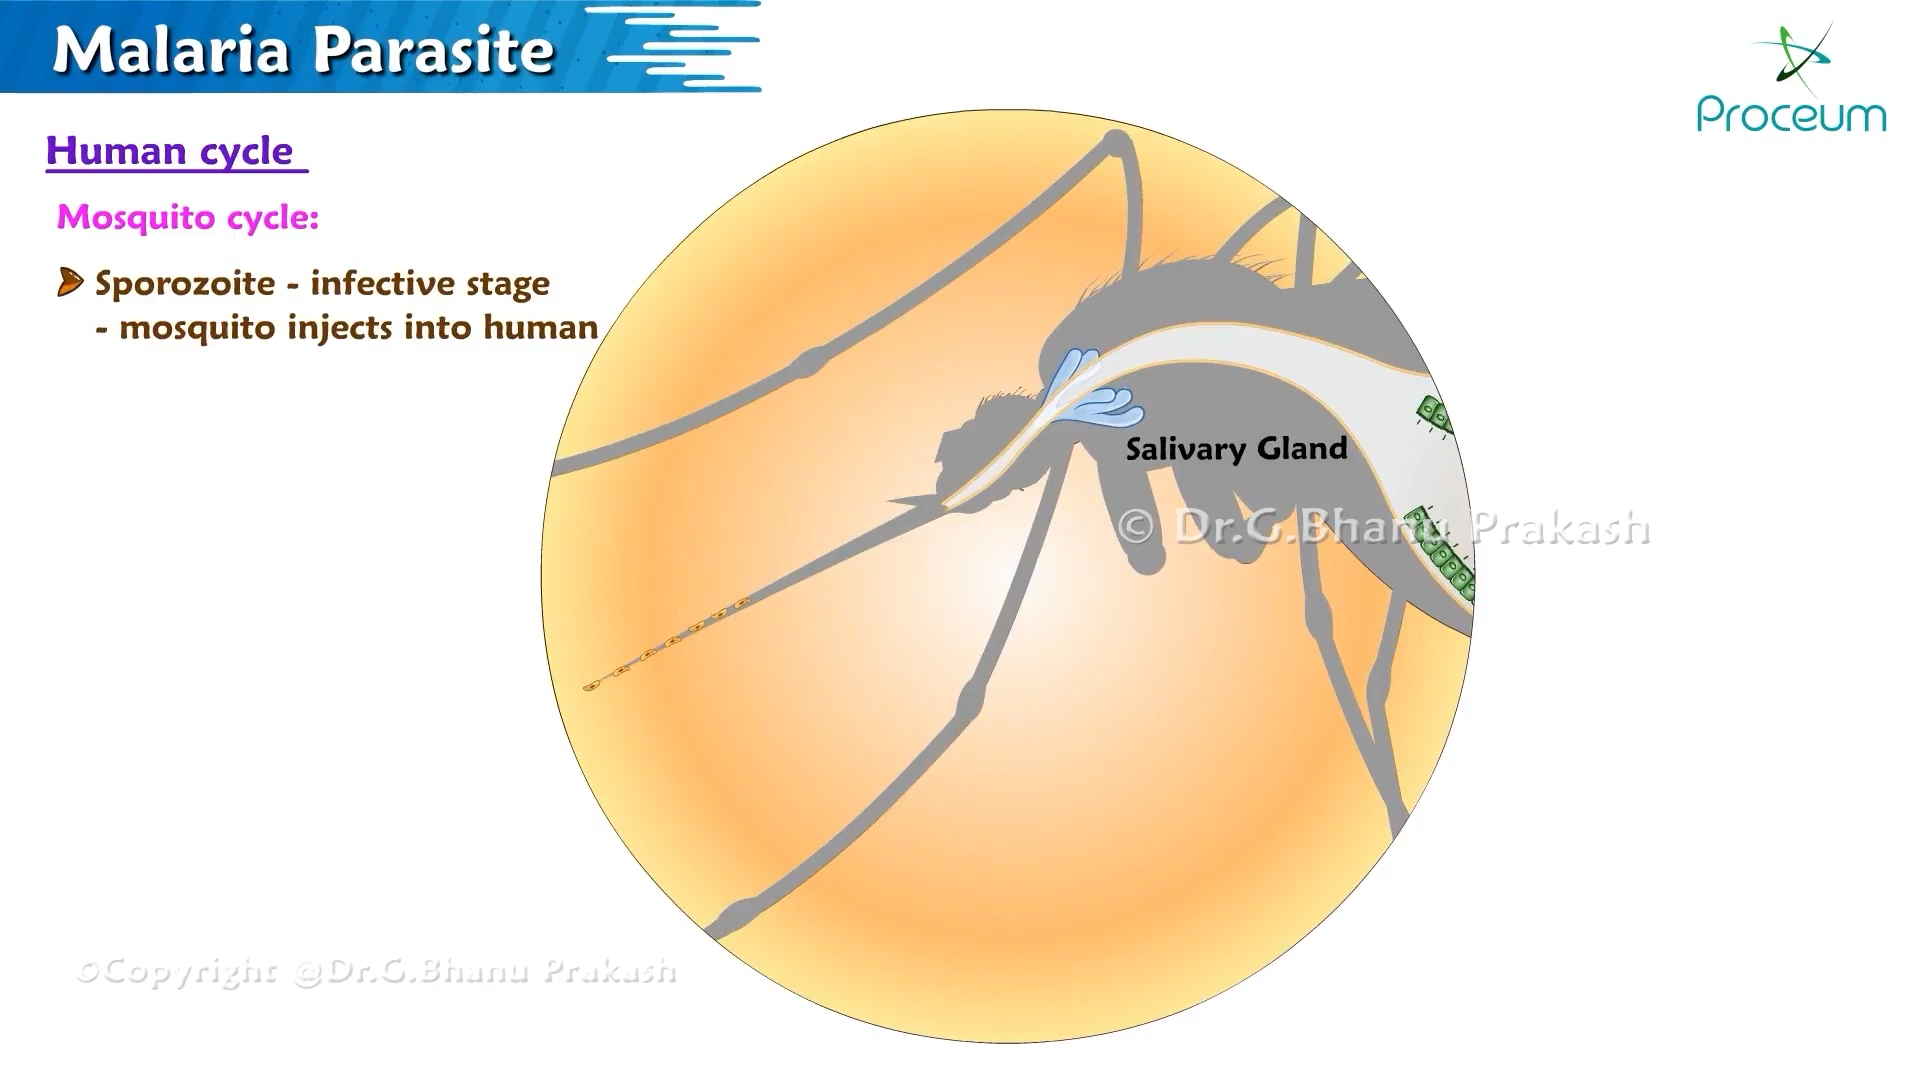 Malaria Parasite
Proceum
Human cycle
Mosquito cycle:
Sporozoite - infective stage
- mosquito injects into human
Salivary Gland
© Dr.G.Bhanu Prakash
©Copyright @Dr.G.Bhanu Prakash